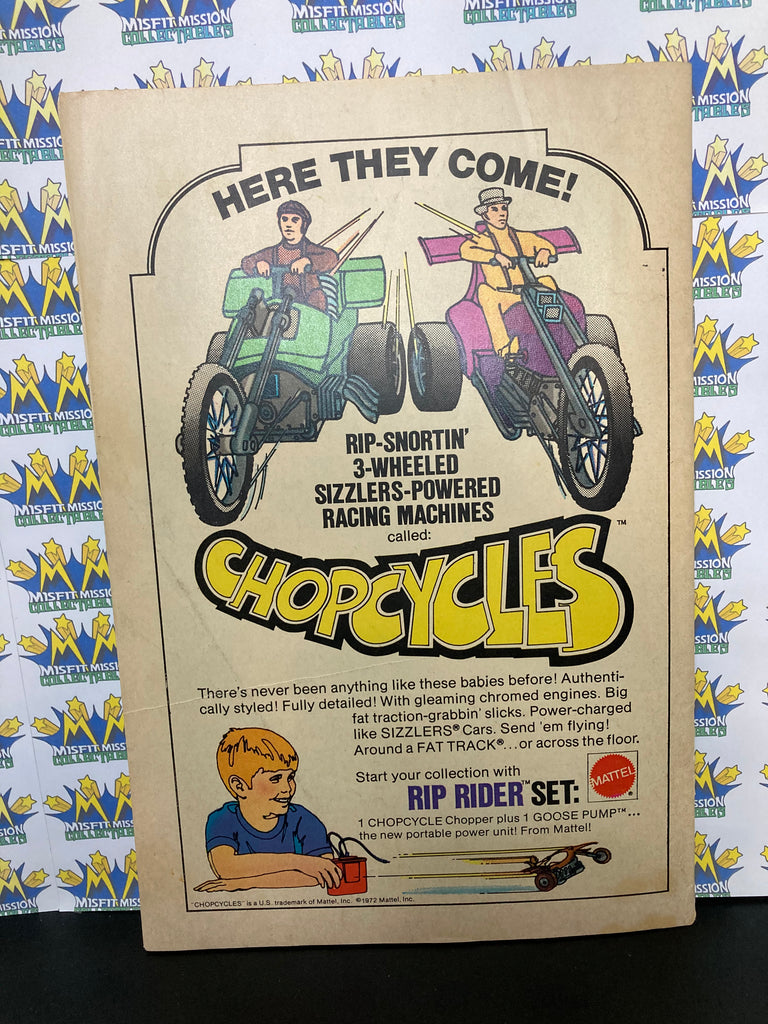 MISFIT MISSION
COLLECTABLES
HERE THEY COME!
RIP-SNORTIN'
3-WHEELED
SIZZLERS-POWERED
RACING MACHINES
called:
CHOPCYCLES™
There's never been anything like these babies before! Authenti-
cally styled! Fully detailed! With gleaming chromed engines. Big
fat traction-grabbin' slicks. Power-charged
like SIZZLERS® Cars. Send 'em flying!
Around a FAT TRACK®...or across the floor.
Start your collection with
RIP RIDER™ SET:
MATTEL®
1 CHOPCYCLE Chopper plus 1 GOOSE PUMP™...
the new portable power unit! From Mattel!
"CHOPCYCLES" is a U.S. trademark of Mattel, Inc. ©1972 Mattel, Inc.